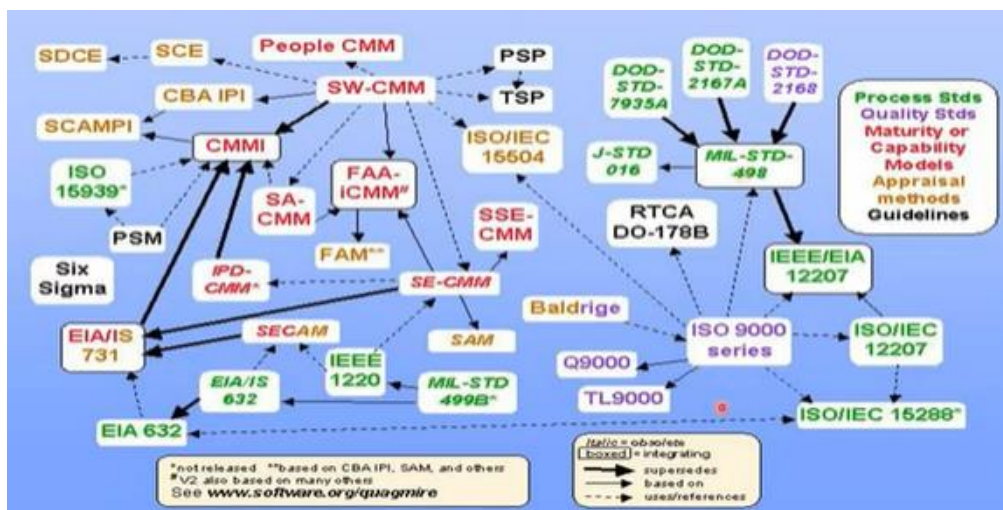 People CMM
SDCE
SCE
PSP
DOD-
STD-
7935A
DOD-
STD-
2167A
DOD-
STD-
2168
SW-CMM
TSP
CBA IPI
SCAMPI
CMMI
ISO/IEC
15504
J-STD
016
MIL-STD-
498
Process Stds
Quality Stds
Maturity or
Capability
Models
Appraisal
methods
Guidelines
ISO
15939*
SA-
CMM
FAA-
iCMM#
SSE-
CMM
RTCA
DO-178B
PSM
FAM**
IEEE/EIA
12207
Six
Sigma
IPD-
CMM*
SE-CMM
Baldrige
EIA/IS
731
SECAM
SAM
ISO 9000
series
ISO/IEC
12207
IEEE
1220
Q9000
EIA/IS
632
MIL-STD
499B*
TL9000
EIA 632
ISO/IEC 15288*
*not released **based on CBA IPI, SAM, and others
#V2 also based on many others
See www.software.org/quagmire
Italic = obsolete
boxed = integrating
supersedes
based on
uses/references